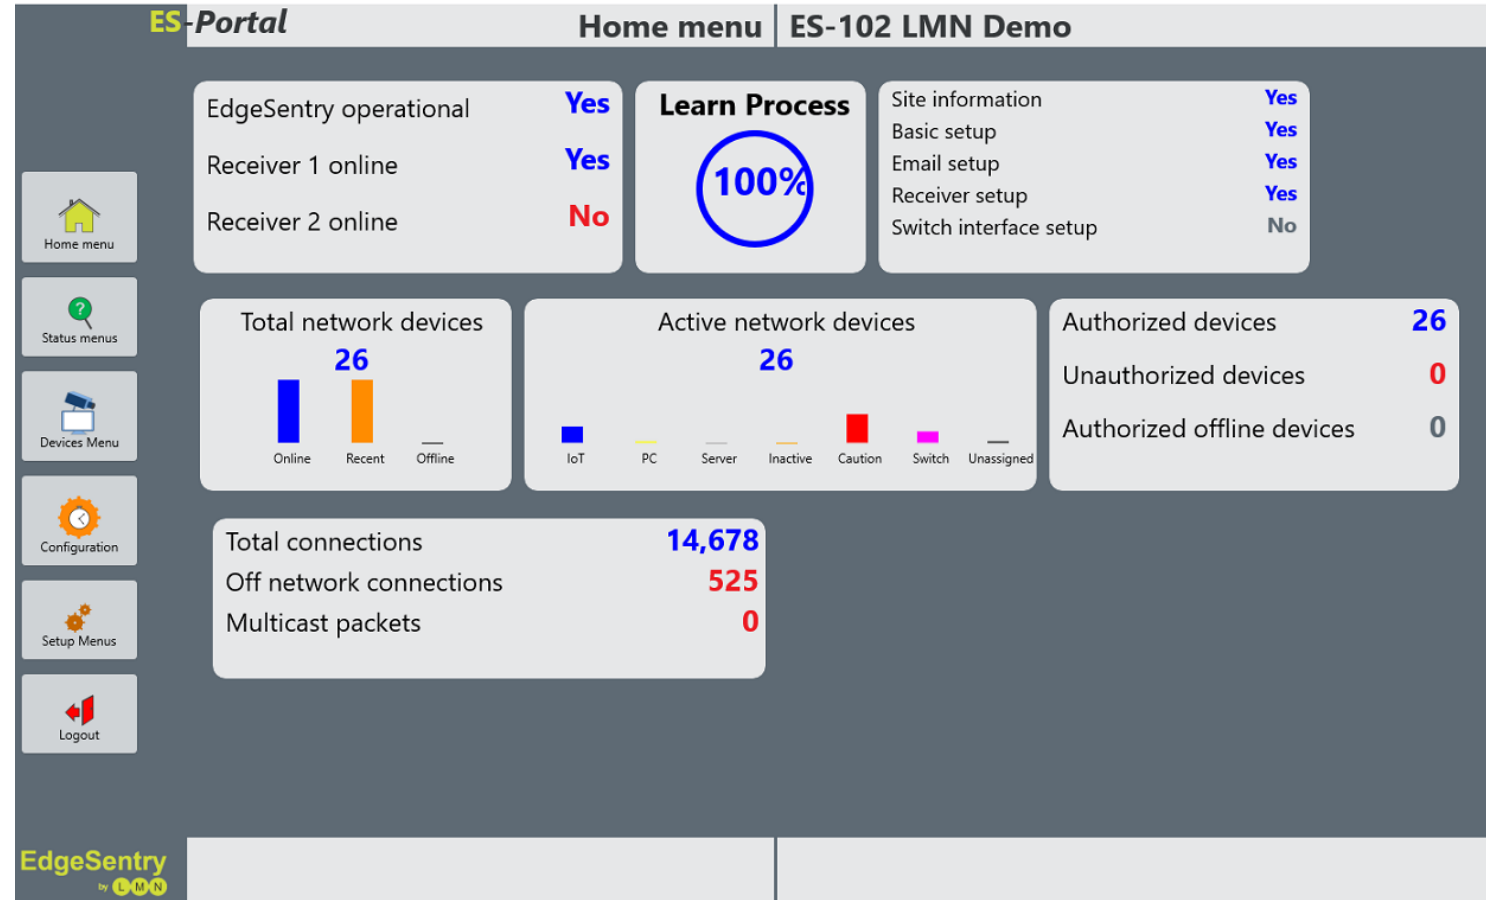 ES-Portal
Home menu
ES-102 LMN Demo
EdgeSentry operational Yes
Receiver 1 online Yes
Receiver 2 online No
Learn Process
100%
Site information Yes
Basic setup Yes
Email setup Yes
Receiver setup Yes
Switch interface setup No
Home menu
?
Status menus
Devices Menu
Configuration
Setup Menus
Logout
Total network devices
26
Online Recent Offline
Active network devices
26
IoT PC Server Inactive Caution Switch Unassigned
Authorized devices 26
Unauthorized devices 0
Authorized offline devices 0
Total connections 14,678
Off network connections 525
Multicast packets 0
EdgeSentry
by LMN